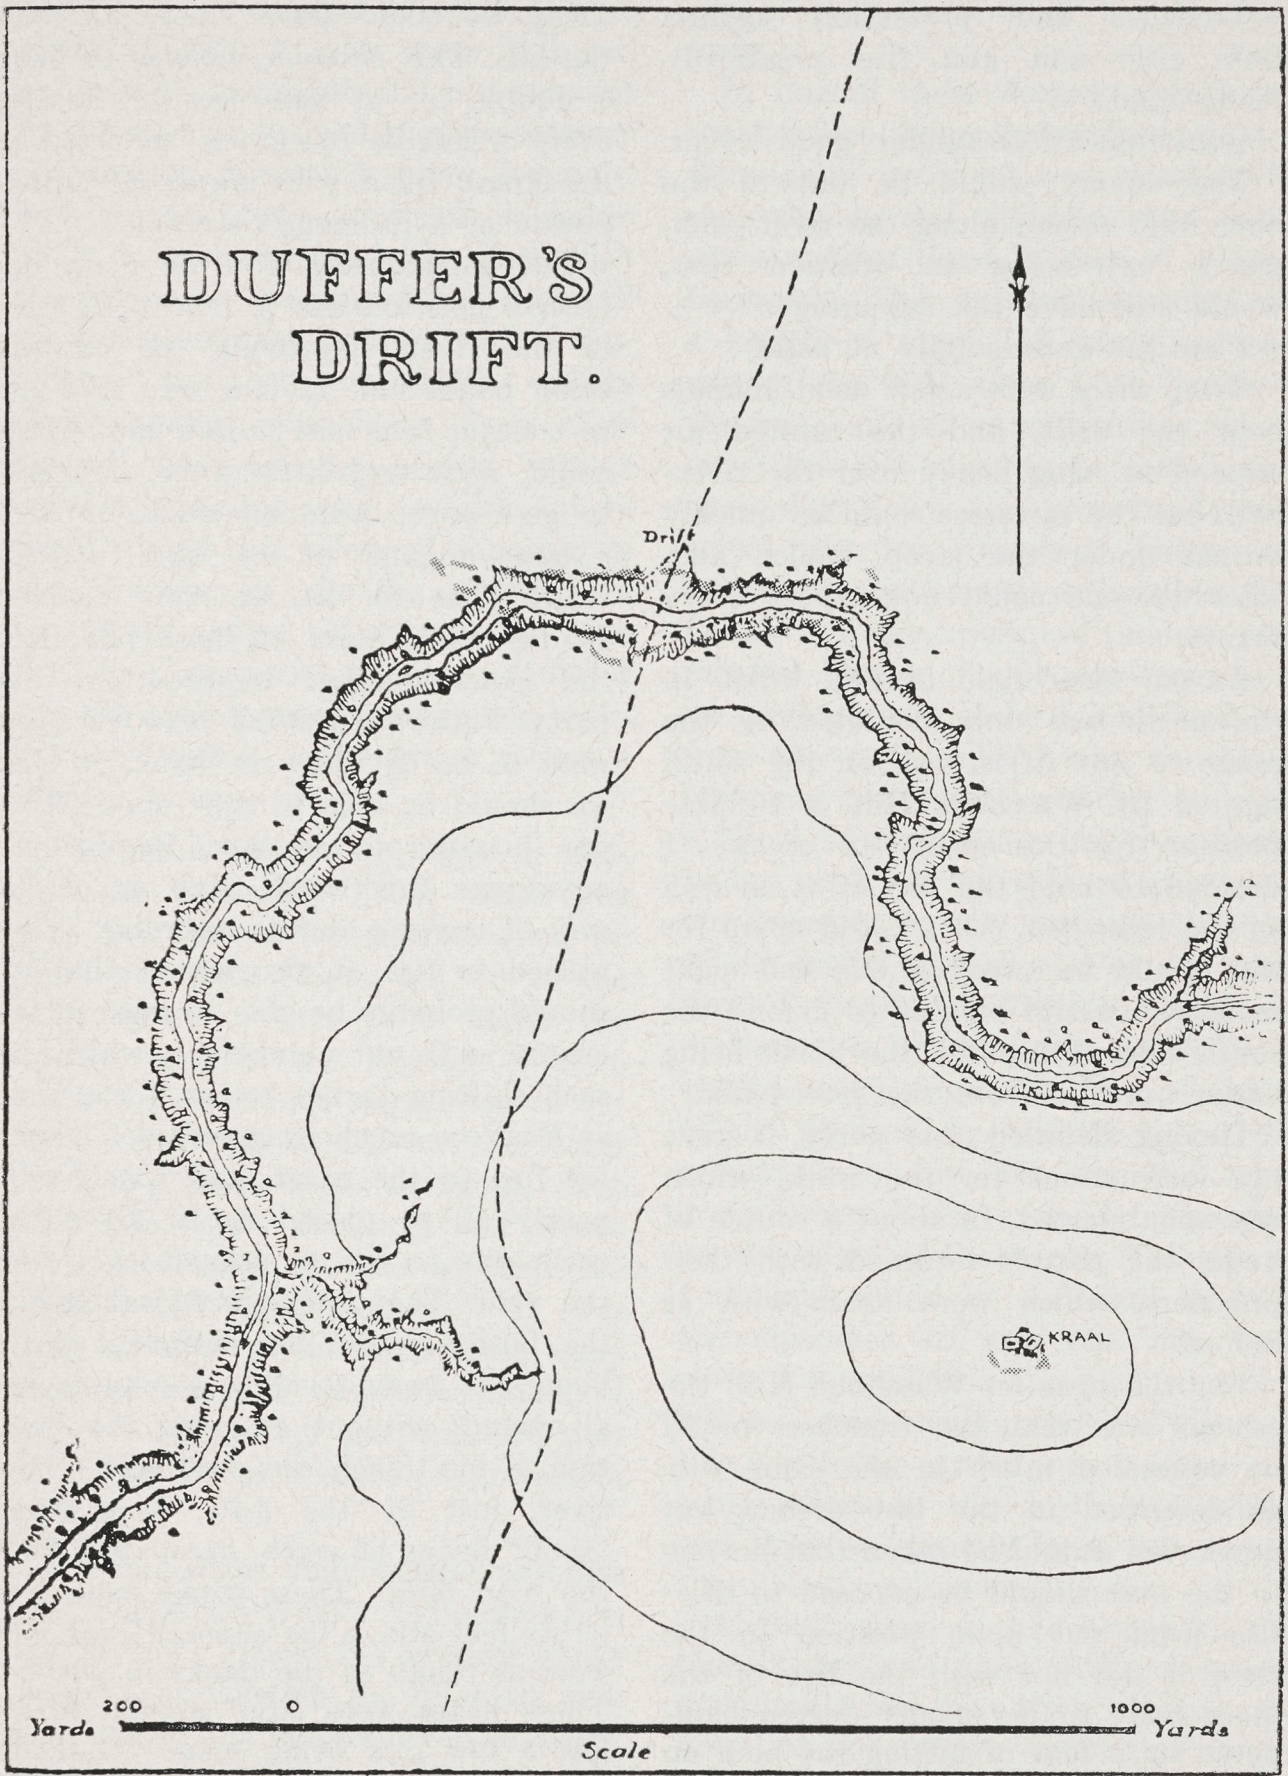 DUFFER'S
DRIFT.
Drift
KRAAL
200 0 1000
Yards Yards
Scale